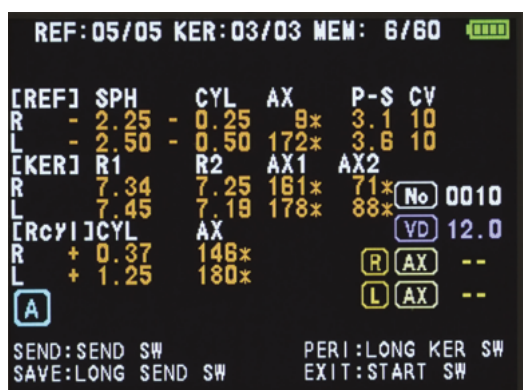 REF:05/05 KER:03/03 MEM: 6/60
[REF] SPH CYL AX P-S CV
R - 2.25 - 0.25 9* 3.1 10
L - 2.50 - 0.50 172* 3.6 10
[KER] R1 R2 AX1 AX2
R 7.34 7.25 161* 71*
L 7.45 7.19 178* 88*
No 0010
[Rcyl]CYL AX
VD 12.0
R + 0.37 146*
R AX --
L + 1.25 180*
L AX --
A
SEND:SEND SW PERI:LONG KER SW
SAVE:LONG SEND SW EXIT:START SW